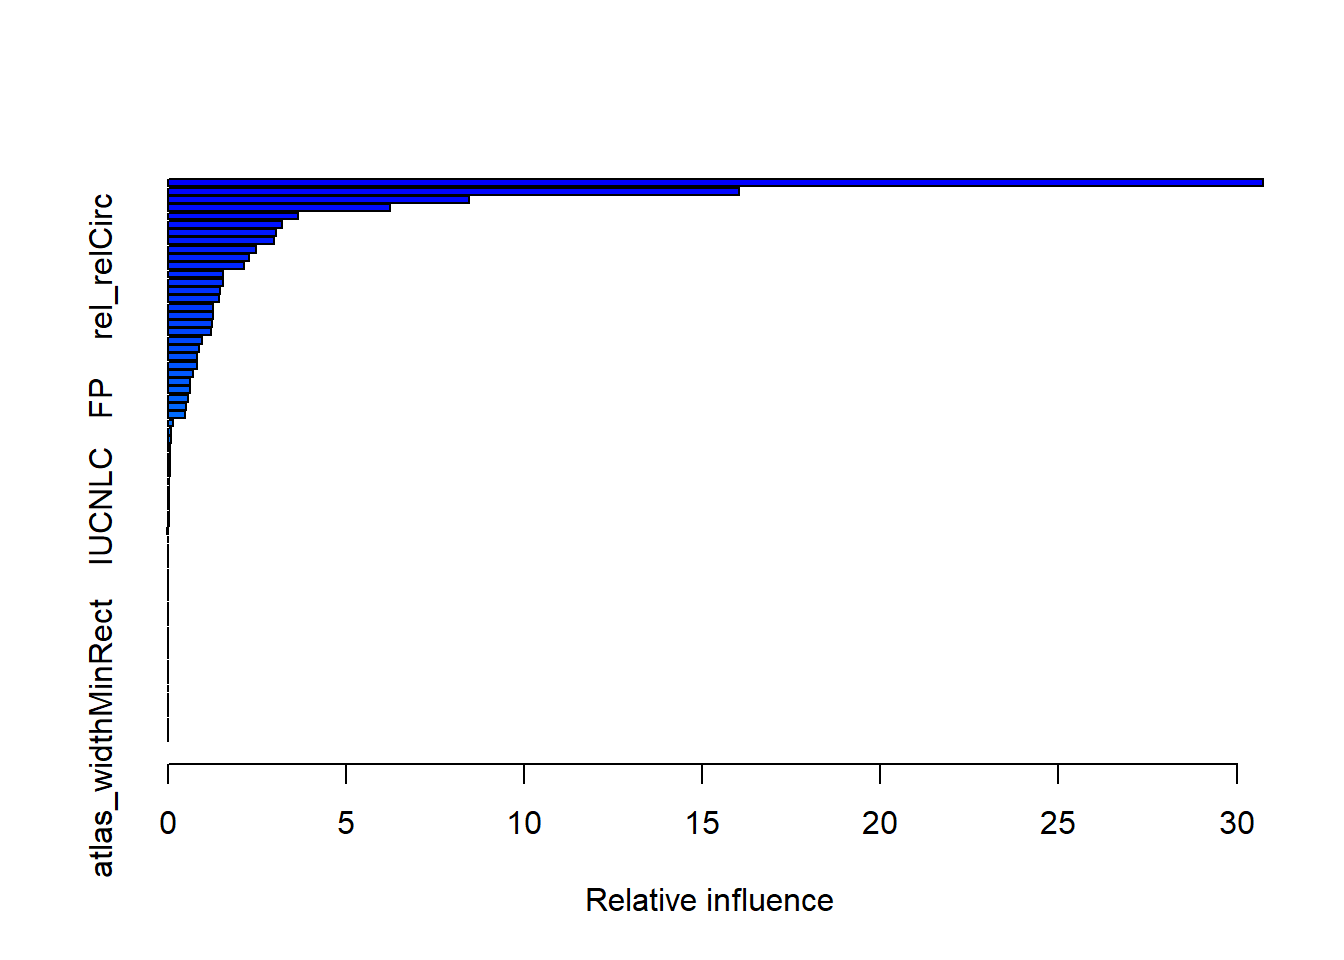 rel_relCirc
FP
IUCNLC
atlas_widthMinRect
0 5 10 15 20 25 30
Relative influence